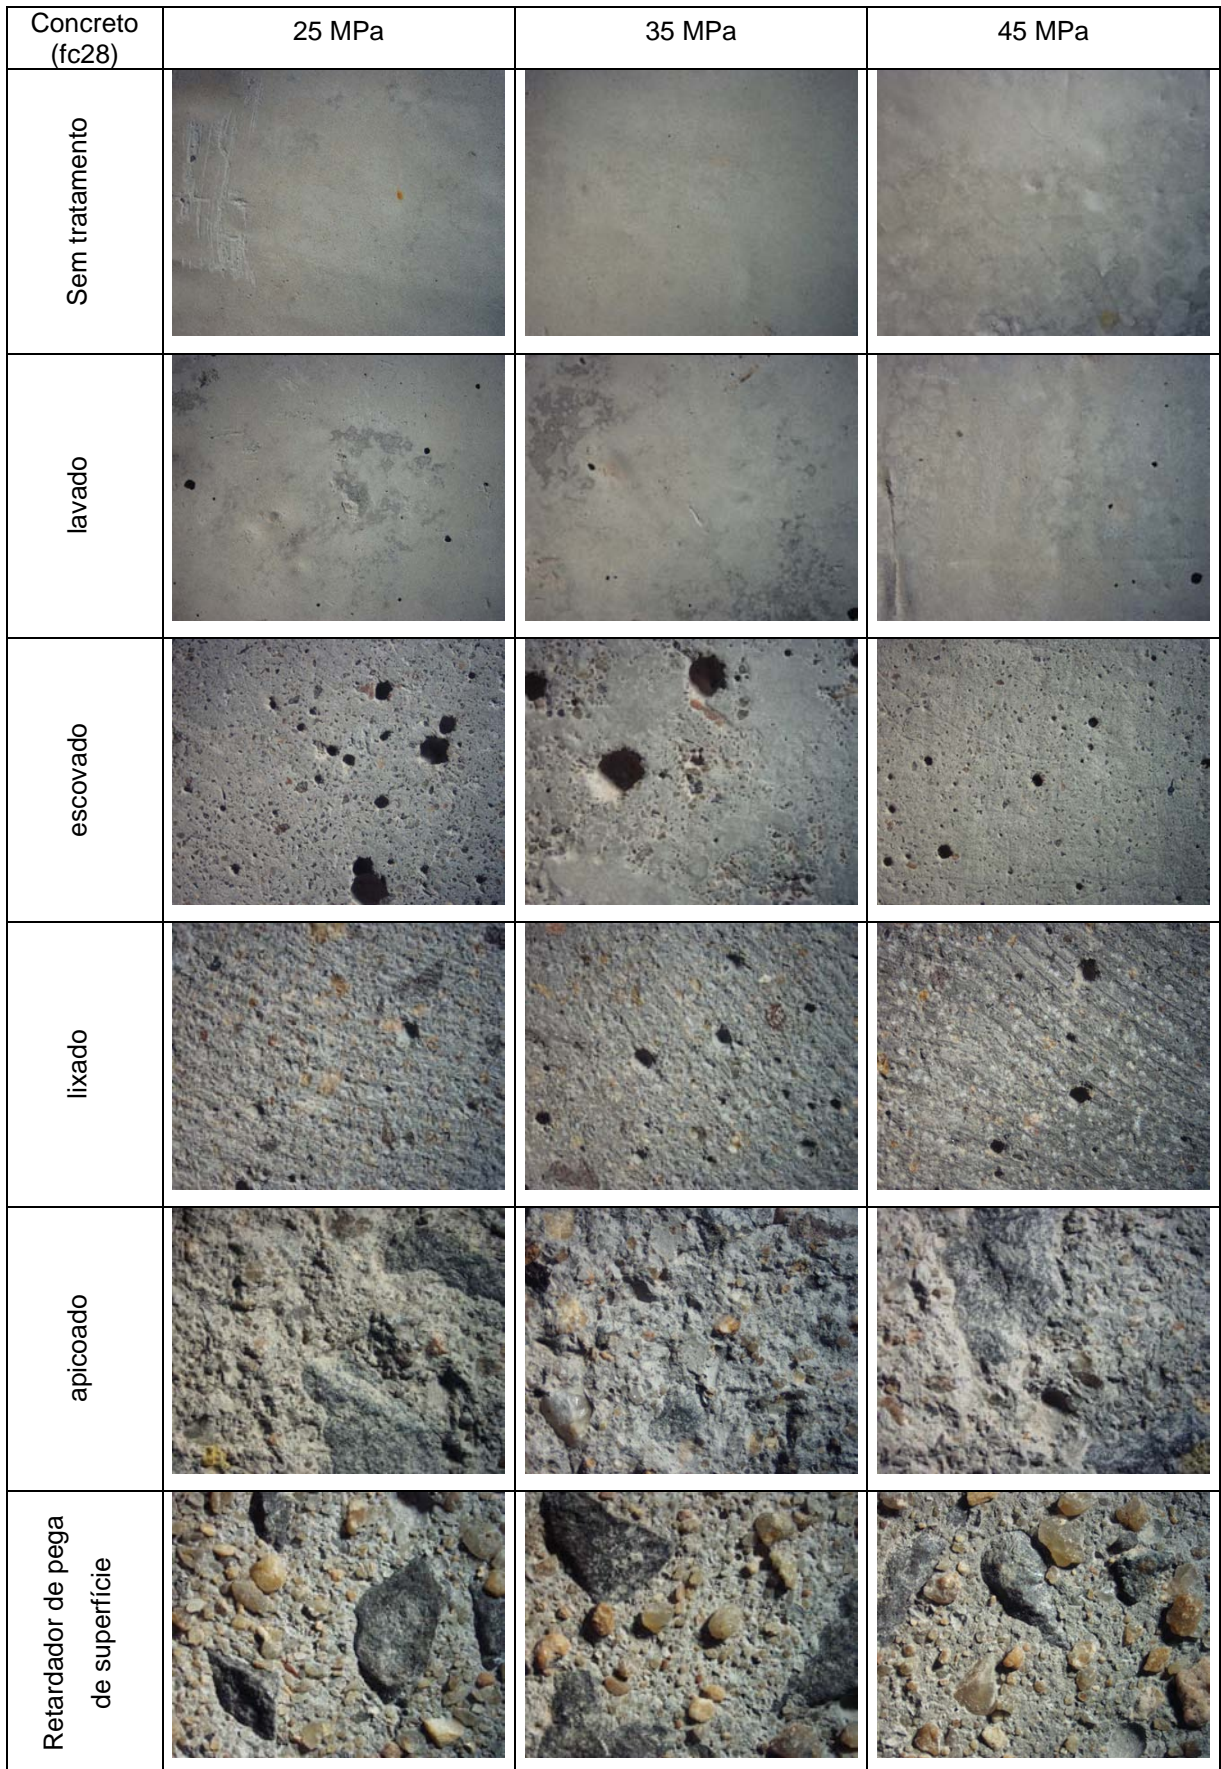 Concreto
(fc28)
25 MPa
35 MPa
45 MPa
Sem tratamento
lavado
escovado
lixado
apicoado
Retardador de pega
de superfície